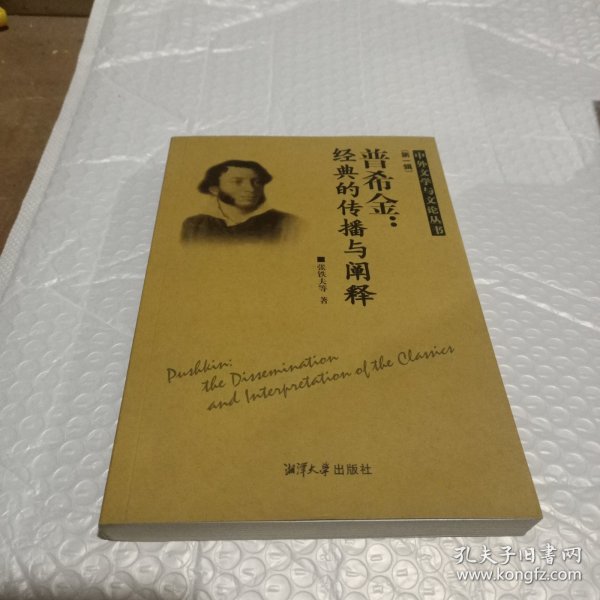 中外文学与文论丛书
(第一辑)
普希金:
经典的传播与阐释
■张铁夫等 著
Pushkin:
the Dissemination
and Interpretation of the Classics
湘潭大学出版社
孔夫子旧书网
www.kongfz.com